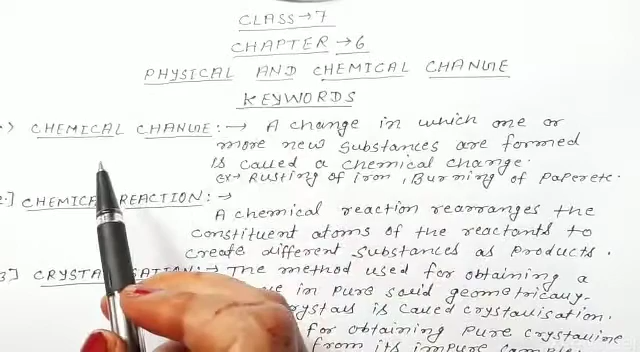 CLASS→7
CHAPTER→6
PHYSICAL AND CHEMICAL CHANGE
KEYWORDS
> CHEMICAL CHANGE:→ A change in which one or
more new substances are formed
is called a chemical change.
Ex→ Rusting of iron, Burning of paper etc.
2.] CHEMICAL REACTION:→
A chemical reaction rearranges the
constituent atoms of the reactants to
create different substances as products.
3] :→ The method used for obtaining a
in pure solid geometrically
is called crystallisation.
for obtaining pure crystalline
from its impure